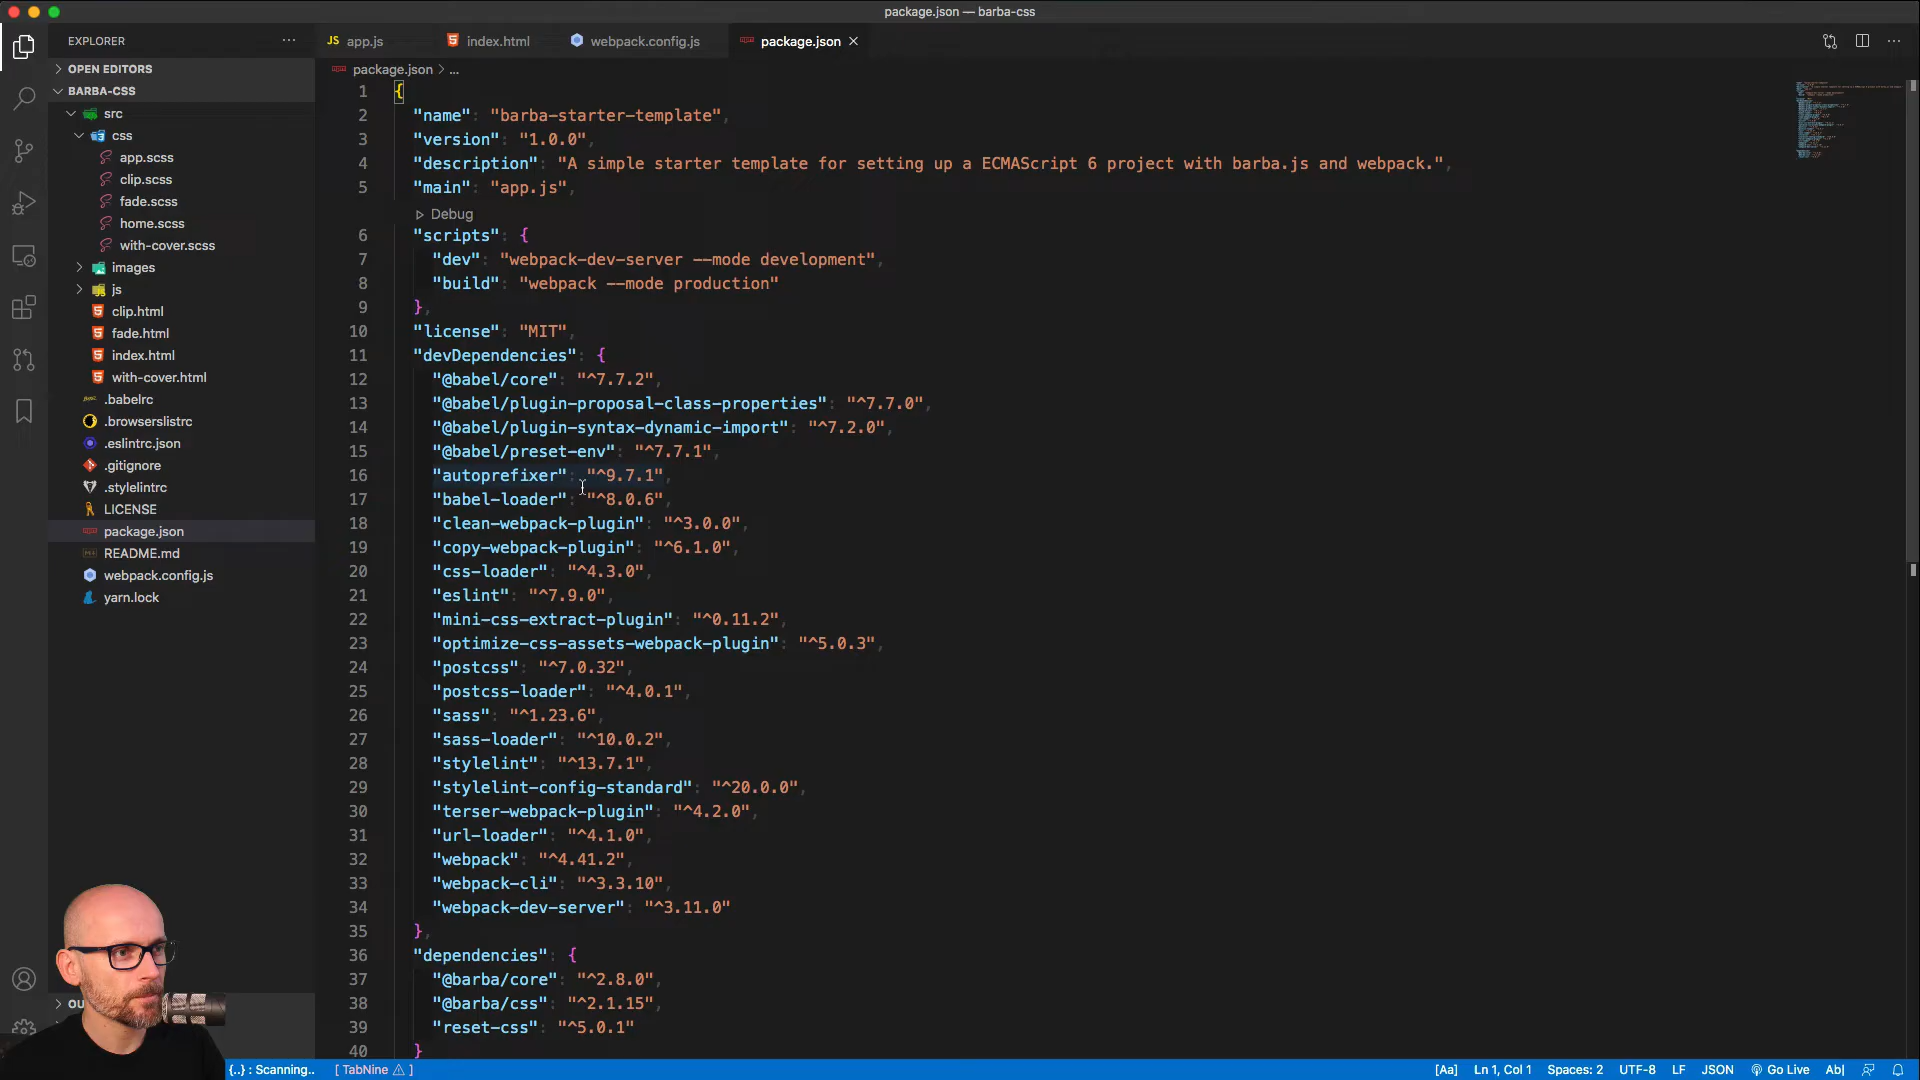 package.json — barba-css
EXPLORER
OPEN EDITORS
BARBA-CSS
src
css
app.scss
clip.scss
fade.scss
home.scss
with-cover.scss
images
js
clip.html
fade.html
index.html
with-cover.html
.babelrc
.browserslistrc
.eslintrc.json
.gitignore
.stylelintrc
LICENSE
package.json
README.md
webpack.config.js
yarn.lock
OU
JS app.js
index.html
webpack.config.js
package.json
package.json > ...
1 {
2 "name": "barba-starter-template",
3 "version": "1.0.0",
4 "description": "A simple starter template for setting up a ECMAScript 6 project with barba.js and webpack.",
5 "main": "app.js",
Debug
6 "scripts": {
7 "dev": "webpack-dev-server --mode development",
8 "build": "webpack --mode production"
9 },
10 "license": "MIT",
11 "devDependencies": {
12 "@babel/core": "^7.7.2",
13 "@babel/plugin-proposal-class-properties": "^7.7.0",
14 "@babel/plugin-syntax-dynamic-import": "^7.2.0",
15 "@babel/preset-env": "^7.7.1",
16 "autoprefixer": "^9.7.1",
17 "babel-loader": "^8.0.6",
18 "clean-webpack-plugin": "^3.0.0",
19 "copy-webpack-plugin": "^6.1.0",
20 "css-loader": "^4.3.0",
21 "eslint": "^7.9.0",
22 "mini-css-extract-plugin": "^0.11.2",
23 "optimize-css-assets-webpack-plugin": "^5.0.3",
24 "postcss": "^7.0.32",
25 "postcss-loader": "^4.0.1",
26 "sass": "^1.23.6",
27 "sass-loader": "^10.0.2",
28 "stylelint": "^13.7.1",
29 "stylelint-config-standard": "^20.0.0",
30 "terser-webpack-plugin": "^4.2.0",
31 "url-loader": "^4.1.0",
32 "webpack": "^4.41.2",
33 "webpack-cli": "^3.3.10",
34 "webpack-dev-server": "^3.11.0"
35 },
36 "dependencies": {
37 "@barba/core": "^2.8.0",
38 "@barba/css": "^2.1.15",
39 "reset-css": "^5.0.1"
40 }
{..} : Scanning.. [ TabNine ⚠ ] [Aa] Ln 1, Col 1 Spaces: 2 UTF-8 LF JSON Go Live Ab|